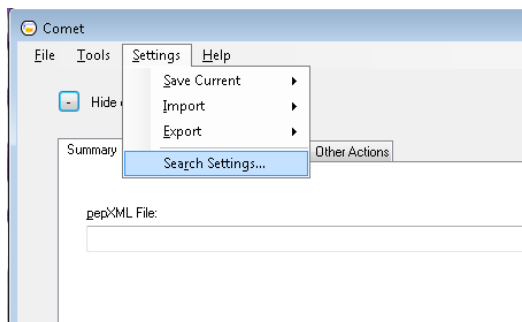 Comet
File Tools Settings Help
Save Current
Hide
Import
Export
Summary
Other Actions
Search Settings...
pepXML File: